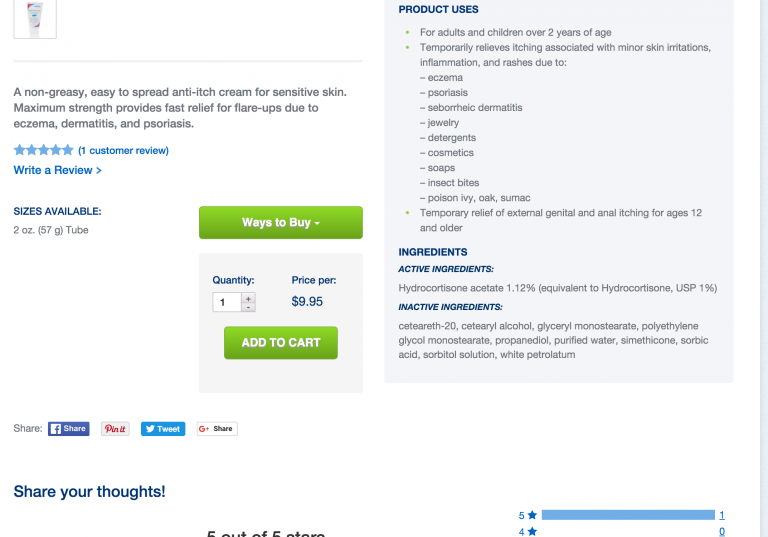 A non-greasy, easy to spread anti-itch cream for sensitive skin.
Maximum strength provides fast relief for flare-ups due to
eczema, dermatitis, and psoriasis.
(1 customer review)
Write a Review >
SIZES AVAILABLE:
2 oz. (57 g) Tube
Ways to Buy
Quantity:
Price per:
1
+
-
$9.95
ADD TO CART
Share:
Share
Pin it
Tweet
G+ Share
PRODUCT USES
• For adults and children over 2 years of age
• Temporarily relieves itching associated with minor skin irritations,
inflammation, and rashes due to:
– eczema
– psoriasis
– seborrheic dermatitis
– jewelry
– detergents
– cosmetics
– soaps
– insect bites
– poison ivy, oak, sumac
• Temporary relief of external genital and anal itching for ages 12
and older
INGREDIENTS
ACTIVE INGREDIENTS:
Hydrocortisone acetate 1.12% (equivalent to Hydrocortisone, USP 1%)
INACTIVE INGREDIENTS:
ceteareth-20, cetearyl alcohol, glyceryl monostearate, polyethylene
glycol monostearate, propanediol, purified water, simethicone, sorbic
acid, sorbitol solution, white petrolatum
Share your thoughts!
5 out of 5 stars
5 ★ 1
4 ★ 0